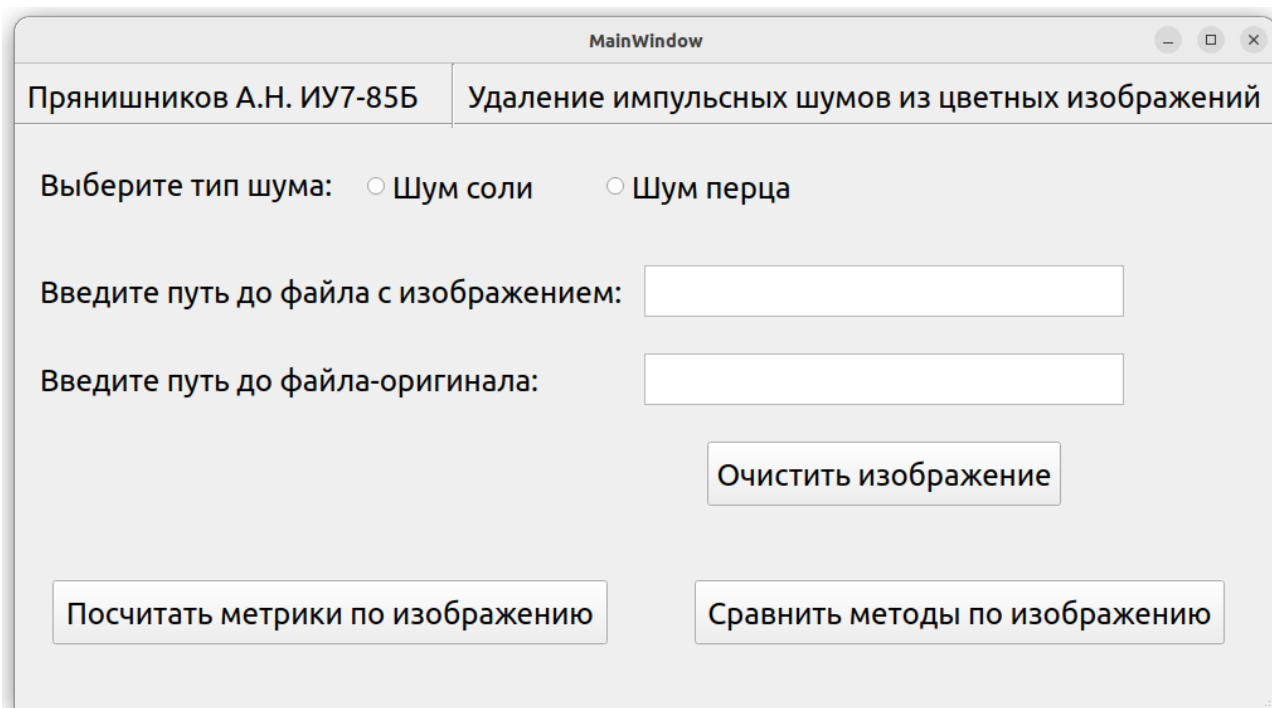 MainWindow
Прянишников А.Н. ИУ7-85Б Удаление импульсных шумов из цветных изображений
Выберите тип шума: Шум соли Шум перца
Введите путь до файла с изображением:
Введите путь до файла-оригинала:
Очистить изображение
Посчитать метрики по изображению Сравнить методы по изображению